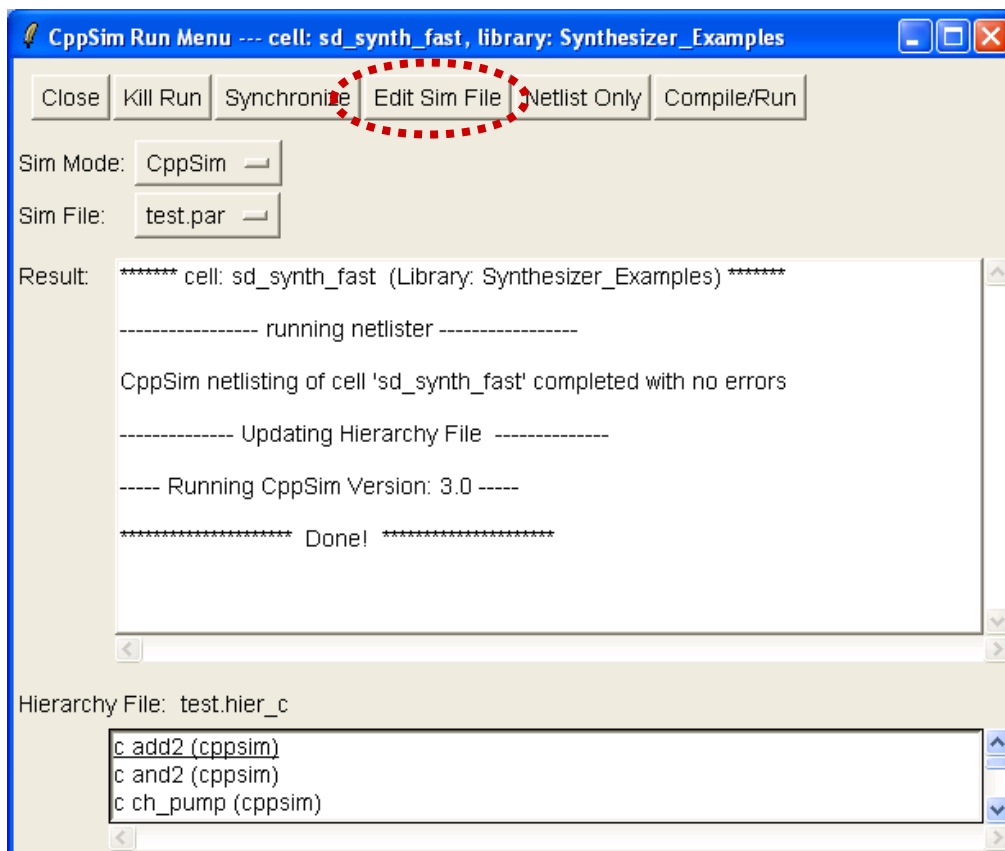 CppSim Run Menu --- cell: sd_synth_fast, library: Synthesizer_Examples
Close Kill Run Synchronize Edit Sim File Netlist Only Compile/Run
Sim Mode: CppSim
Sim File: test.par
Result: ******* cell: sd_synth_fast (Library: Synthesizer_Examples) *******
----------------- running netlister -----------------
CppSim netlisting of cell 'sd_synth_fast' completed with no errors
-------------- Updating Hierarchy File --------------
----- Running CppSim Version: 3.0 -----
********************* Done! *********************
Hierarchy File: test.hier_c
c add2 (cppsim)
c and2 (cppsim)
c ch_pump (cppsim)